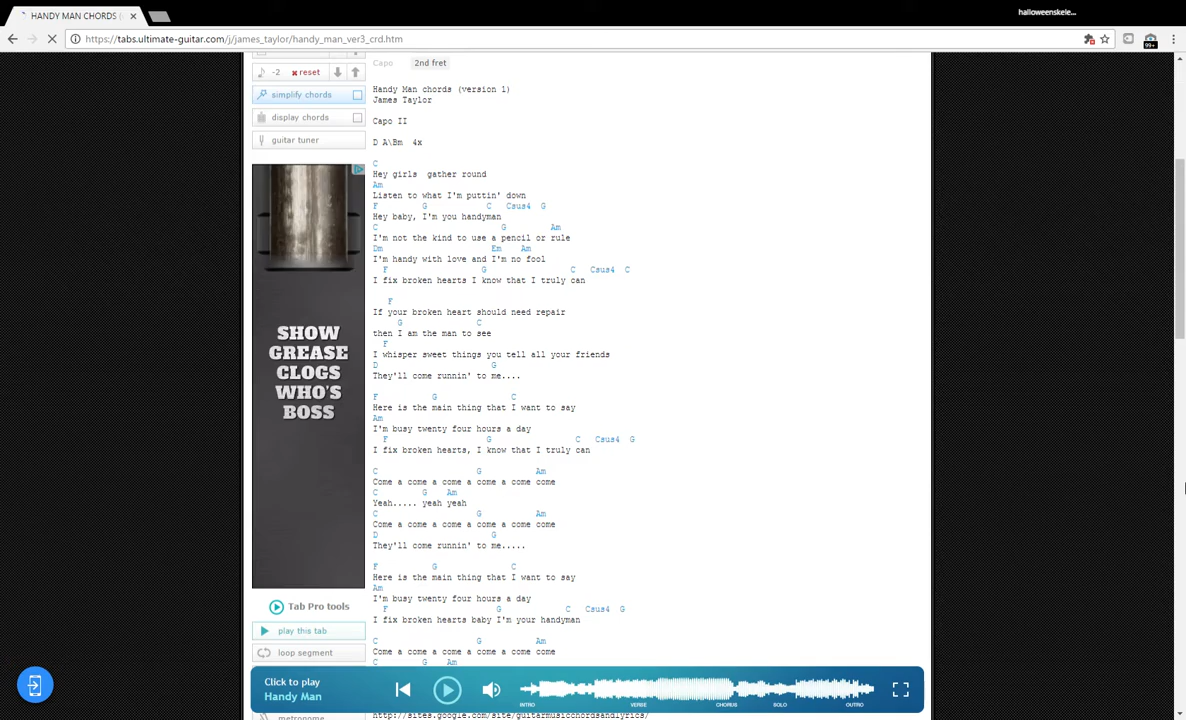 HANDY MAN CHORDS (
halloweenskele...
https://tabs.ultimate-guitar.com/j/james_taylor/handy_man_ver3_crd.htm
99+
Capo 2nd fret
-2 reset
simplify chords
display chords
guitar tuner
SHOW
GREASE
CLOGS
WHO'S
BOSS
Tab Pro tools
play this tab
loop segment
metronome
Handy Man chords (version 1)
James Taylor
Capo II
D A\Bm 4x
C
Hey girls gather round
Am
Listen to what I'm puttin' down
F G C Csus4 G
Hey baby, I'm you handyman
C G Am
I'm not the kind to use a pencil or rule
Dm Em Am
I'm handy with love and I'm no fool
F G C Csus4 C
I fix broken hearts I know that I truly can
F
If your broken heart should need repair
G C
then I am the man to see
F
I whisper sweet things you tell all your friends
D G
They'll come runnin' to me....
F G C
Here is the main thing that I want to say
Am
I'm busy twenty four hours a day
F G C Csus4 G
I fix broken hearts, I know that I truly can
C G Am
Come a come a come a come a come come
C G Am
Yeah..... yeah yeah
C G Am
Come a come a come a come a come come
D G
They'll come runnin' to me.....
F G C
Here is the main thing that I want to say
Am
I'm busy twenty four hours a day
F G C Csus4 G
I fix broken hearts baby I'm your handyman
C G Am
Come a come a come a come a come come
C G Am
Click to play
Handy Man
INTRO VERSE CHORUS SOLO OUTRO
http://sites.google.com/site/guitarmusicchordsandlyrics/